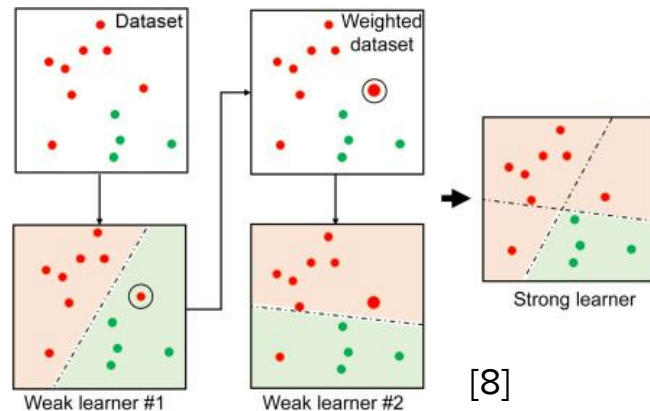 Dataset
Weighted
dataset
Weak learner #1
Weak learner #2
Strong learner
[8]